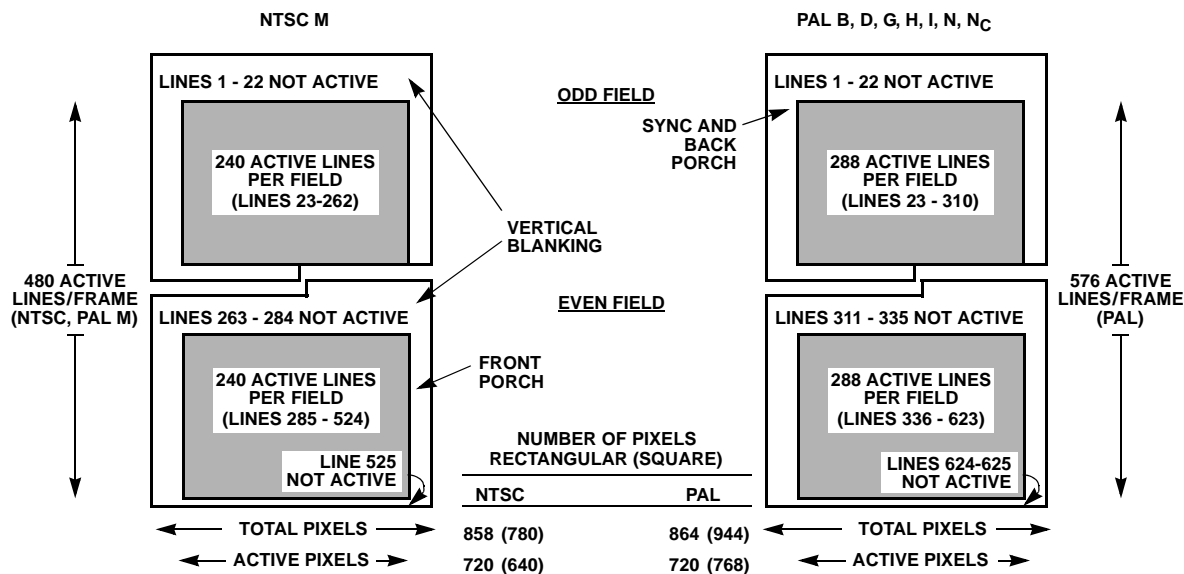 NTSC M
LINES 1 - 22 NOT ACTIVE
240 ACTIVE LINES
PER FIELD
(LINES 23-262)
480 ACTIVE
LINES/FRAME
(NTSC, PAL M)
LINES 263 - 284 NOT ACTIVE
240 ACTIVE LINES
PER FIELD
(LINES 285 - 524)
LINE 525
NOT ACTIVE
TOTAL PIXELS
ACTIVE PIXELS
ODD FIELD
SYNC AND
BACK
PORCH
VERTICAL
BLANKING
EVEN FIELD
FRONT
PORCH
NUMBER OF PIXELS
RECTANGULAR (SQUARE)
NTSC PAL
858 (780) 864 (944)
720 (640) 720 (768)
PAL B, D, G, H, I, N, NC
LINES 1 - 22 NOT ACTIVE
288 ACTIVE LINES
PER FIELD
(LINES 23 - 310)
576 ACTIVE
LINES/FRAME
(PAL)
LINES 311 - 335 NOT ACTIVE
288 ACTIVE LINES
PER FIELD
(LINES 336 - 623)
LINES 624-625
NOT ACTIVE
TOTAL PIXELS
ACTIVE PIXELS